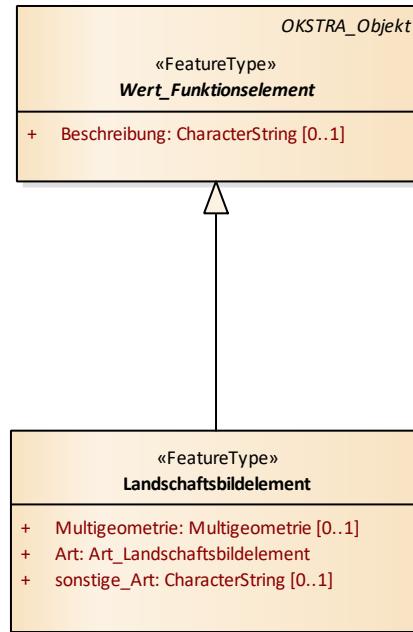 OKSTRA_Objekt
«FeatureType»
Wert_Funktionselement
+ Beschreibung: CharacterString [0..1]
«FeatureType»
Landschaftsbildelement
+ Multigeometrie: Multigeometrie [0..1]
+ Art: Art_Landschaftsbildelement
+ sonstige_Art: CharacterString [0..1]